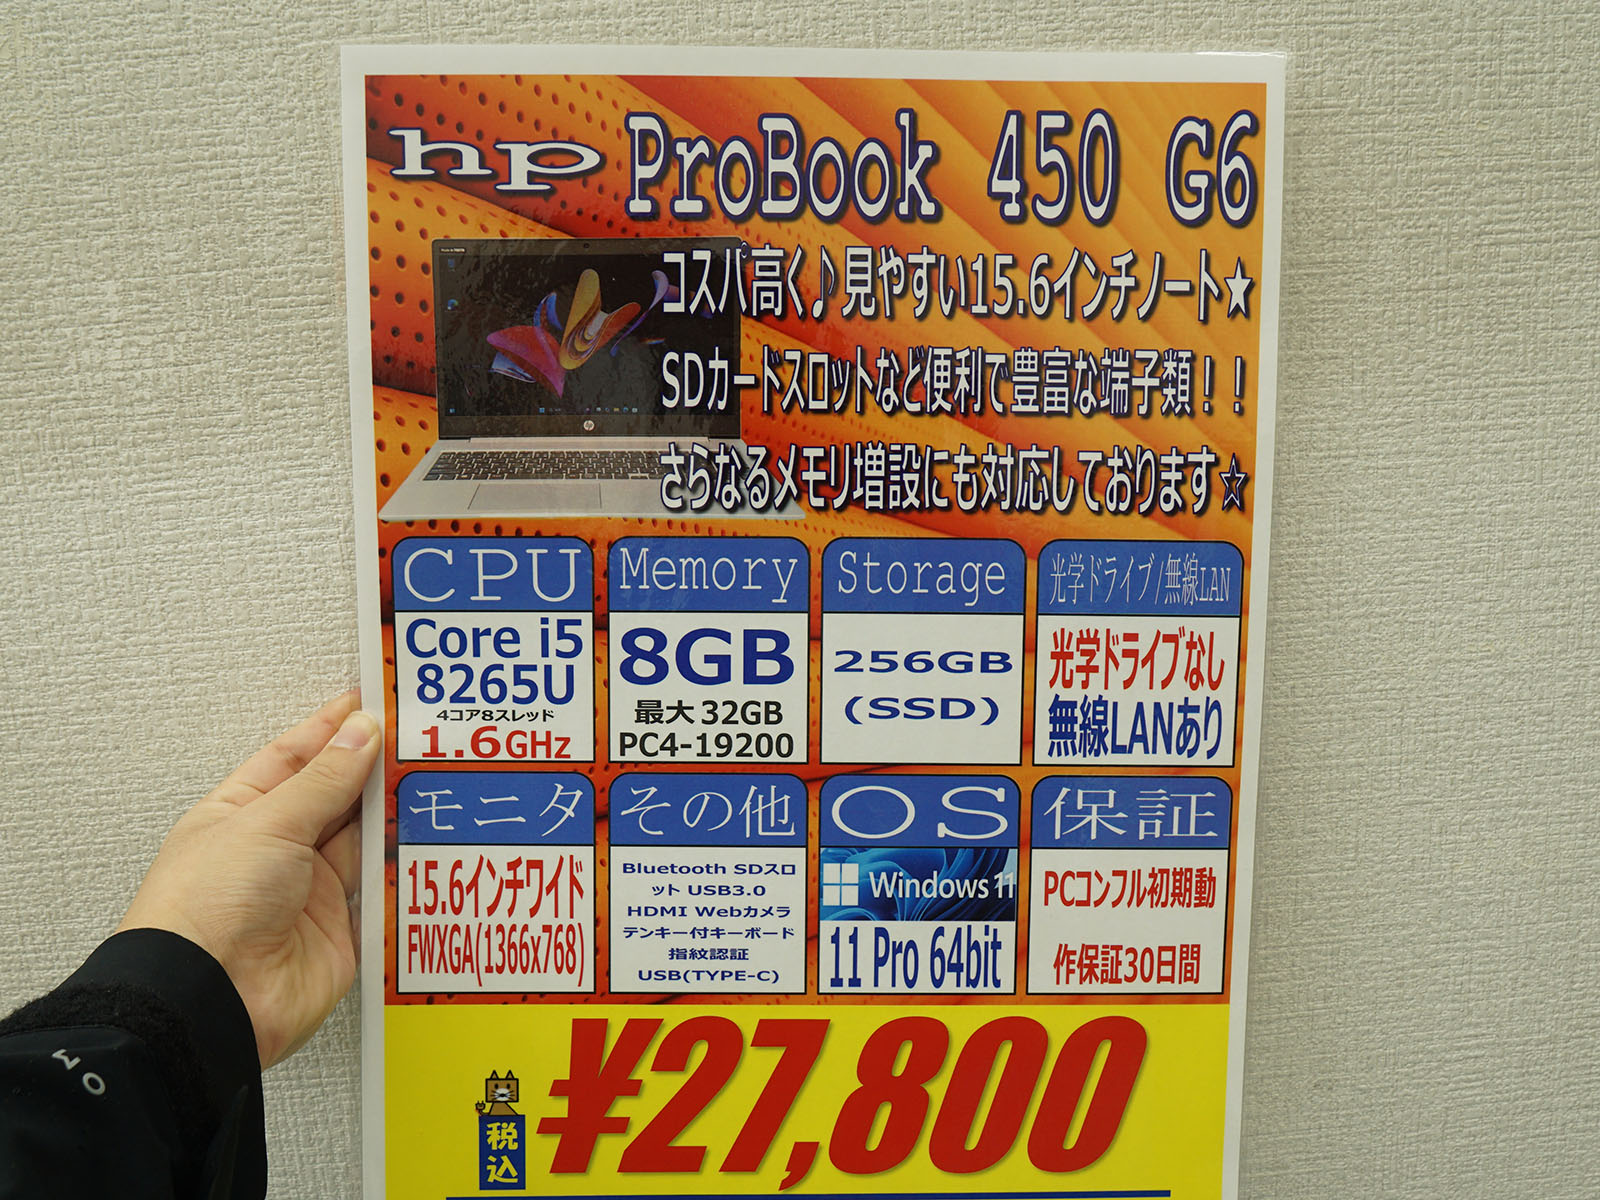 hp ProBook 450 G6
コスパ高く♪見やすい15.6インチノート★
SDカードスロットなど便利で豊富な端子類！！
さらなるメモリ増設にも対応しております☆
CPU
Core i5
8265U
4コア8スレッド
1.6GHz
Memory
8GB
最大 32GB
PC4-19200
Storage
256GB
(SSD)
光学ドライブ/無線LAN
光学ドライブなし
無線LANあり
モニタ
15.6インチワイド
FWXGA(1366x768)
その他
Bluetooth SDスロ
ット USB3.0
HDMI Webカメラ
テンキー付キーボード
指紋認証
USB(TYPE-C)
OS
Windows 11
11 Pro 64bit
保証
PCコンフル初期動
作保証30日間
税込
¥27,800
OM